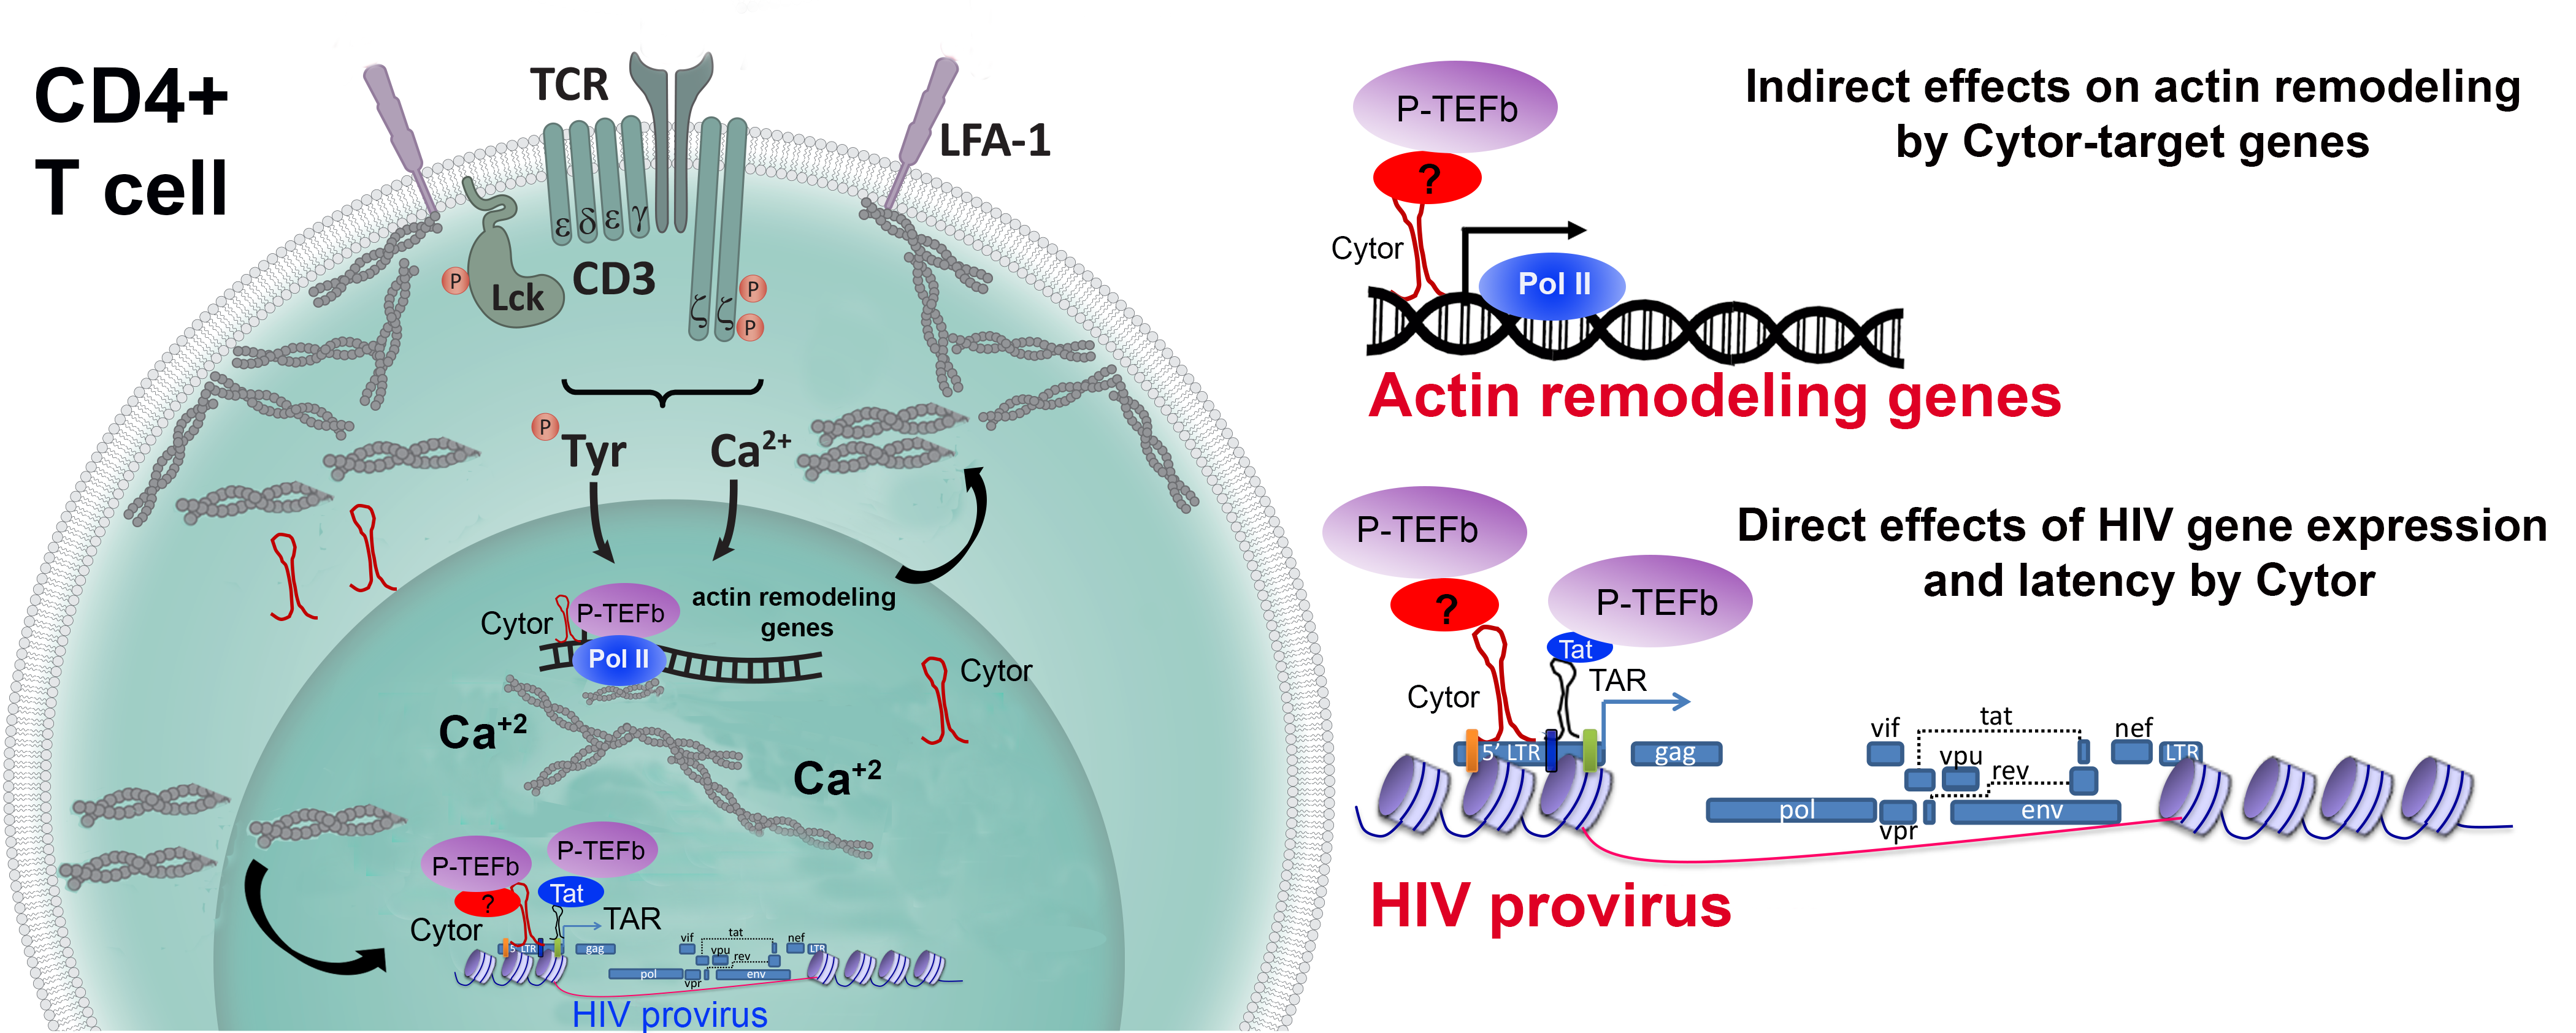 CD4+
T cell
TCR
LFA-1
ε δ ε γ
CD3
Lck
P
ζ ζ
P
P
P
Tyr
Ca2+
Cytor
P-TEFb
Pol II
actin remodeling
genes
Cytor
Ca+2
Ca+2
P-TEFb
P-TEFb
?
Tat
Cytor
TAR
5' LTR
gag
vif
tat
nef
LTR
vpu
rev
pol
vpr
env
HIV provirus
P-TEFb
?
Cytor
Pol II
Actin remodeling genes
Indirect effects on actin remodeling
by Cytor-target genes
P-TEFb
?
P-TEFb
Tat
Cytor
TAR
Direct effects of HIV gene expression
and latency by Cytor
5' LTR
gag
vif
tat
nef
LTR
vpu
rev
pol
vpr
env
HIV provirus